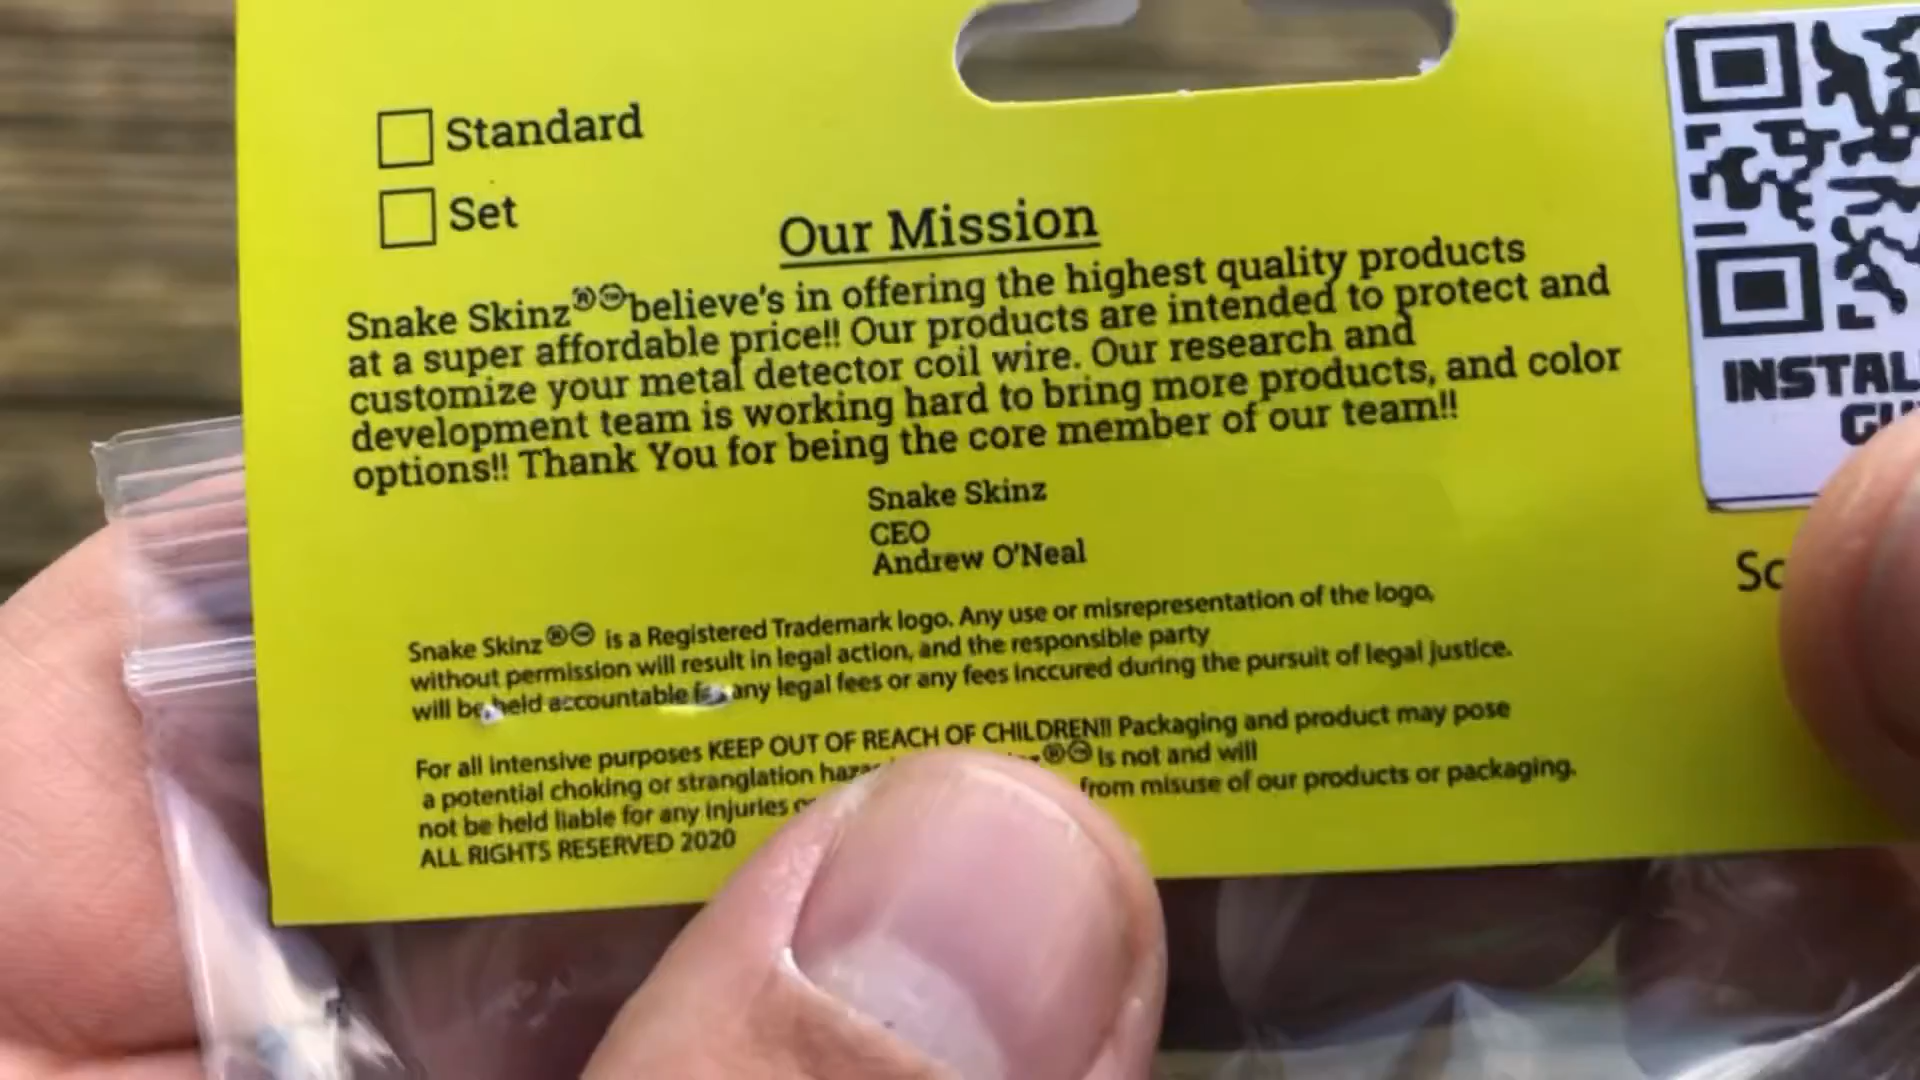 Standard
Set
Our Mission
Snake Skinz®™believe's in offering the highest quality products
at a super affordable price!! Our products are intended to protect and
customize your metal detector coil wire. Our research and
development team is working hard to bring more products, and color
options!! Thank You for being the core member of our team!!
Snake Skinz
CEO
Andrew O'Neal
Snake Skinz®™ is a Registered Trademark logo. Any use or misrepresentation of the logo,
without permission will result in legal action, and the responsible party
will be held accountable for any legal fees or any fees inccured during the pursuit of legal justice.
For all intensive purposes KEEP OUT OF REACH OF CHILDREN!! Packaging and product may pose
a potential choking or stranglation ®™ is not and will
not be held liable for any injuries from misuse of our products or packaging.
ALL RIGHTS RESERVED 2020